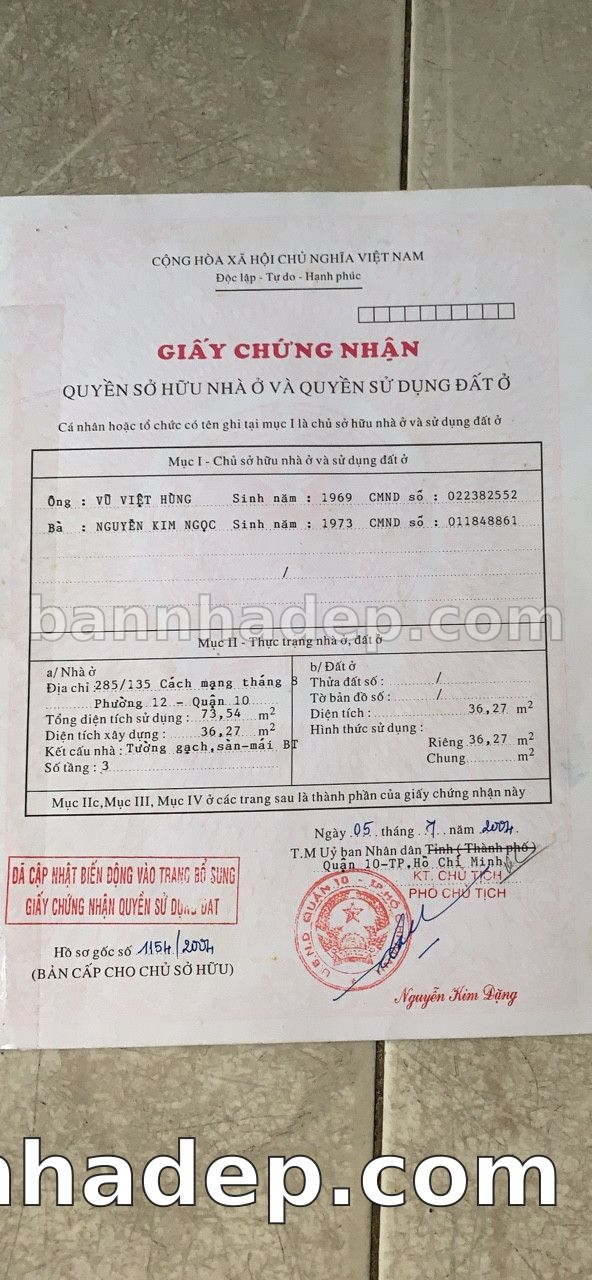 CỘNG HÒA XÃ HỘI CHỦ NGHĨA VIỆT NAM
Độc lập - Tự do - Hạnh phúc
GIẤY CHỨNG NHẬN
QUYỀN SỞ HỮU NHÀ Ở VÀ QUYỀN SỬ DỤNG ĐẤT Ở
Cá nhân hoặc tổ chức có tên ghi tại mục I là chủ sở hữu nhà ở và sử dụng đất ở
Mục I - Chủ sở hữu nhà ở và sử dụng đất ở
Ông : VŨ VIỆT HÙNG Sinh năm : 1969 CMND số : 022382552
Bà : NGUYỄN KIM NGỌC Sinh năm : 1973 CMND số : 011848861
/
bannhadep.com
Mục II - Thực trạng nhà ở, đất ở
a/ Nhà ở
Địa chỉ : 285/135 Cách mạng tháng 8
Phường 12 - Quận 10
Tổng diện tích sử dụng : 73,54 m2
Diện tích xây dựng : 36,27 m2
Kết cấu nhà : Tường gạch, sàn-mái BT
Số tầng : 3
b/ Đất ở
Thửa đất số : /
Tờ bản đồ số : /
Diện tích : 36,27 m2
Hình thức sử dụng :
Riêng 36,27 m2
Chung m2
Mục IIc, Mục III, Mục IV ở các trang sau là thành phần của giấy chứng nhận này
Ngày 05 tháng 7 năm 2004
T.M Uỷ ban Nhân dân Tỉnh ( Thành phố )
Quận 10-TP.Hồ Chí Minh
KT. CHỦ TỊCH
PHÓ CHỦ TỊCH
ĐÃ CẬP NHẬT BIẾN ĐỘNG VÀO TRANG BỔ SUNG
GIẤY CHỨNG NHẬN QUYỀN SỬ DỤNG ĐẤT
U.B.N.D QUẬN 10 - TP.HỒ
Hồ sơ gốc số 1154/2004
(BẢN CẤP CHO CHỦ SỞ HỮU)
Nguyễn Kim Đặng
nhadep.com